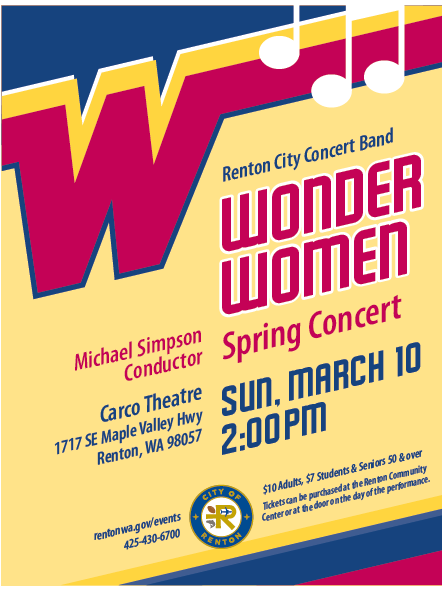 W
Renton City Concert Band
WONDER
WOMEN
Spring Concert
Michael Simpson
Conductor
Carco Theatre
1717 SE Maple Valley Hwy
Renton, WA 98057
SUN, MARCH 10
2:00PM
$10 Adults, $7 Students & Seniors 50 & over
Tickets can be purchased at the Renton Community
Center or at the door on the day of the performance.
rentonwa.gov/events
425-430-6700
CITY OF
R
RENTON